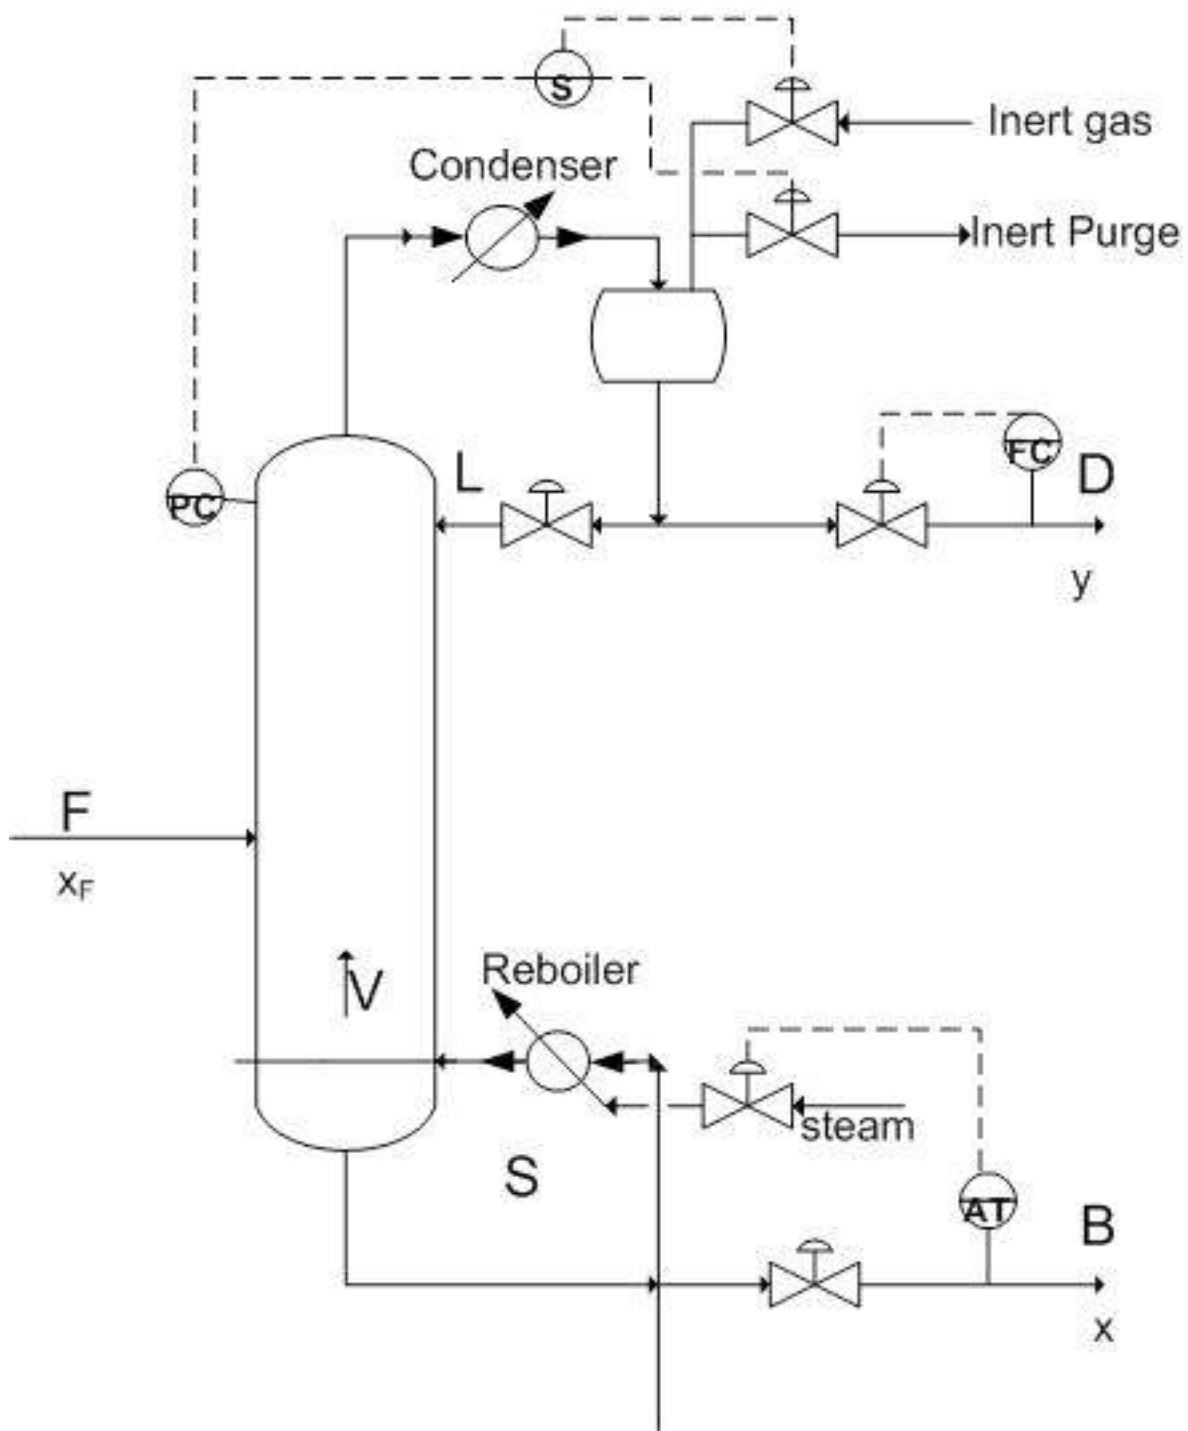 S
Inert gas
Condenser
Inert Purge
PC
L
FC
D
y
F
xF
V
Reboiler
steam
S
AT
B
x